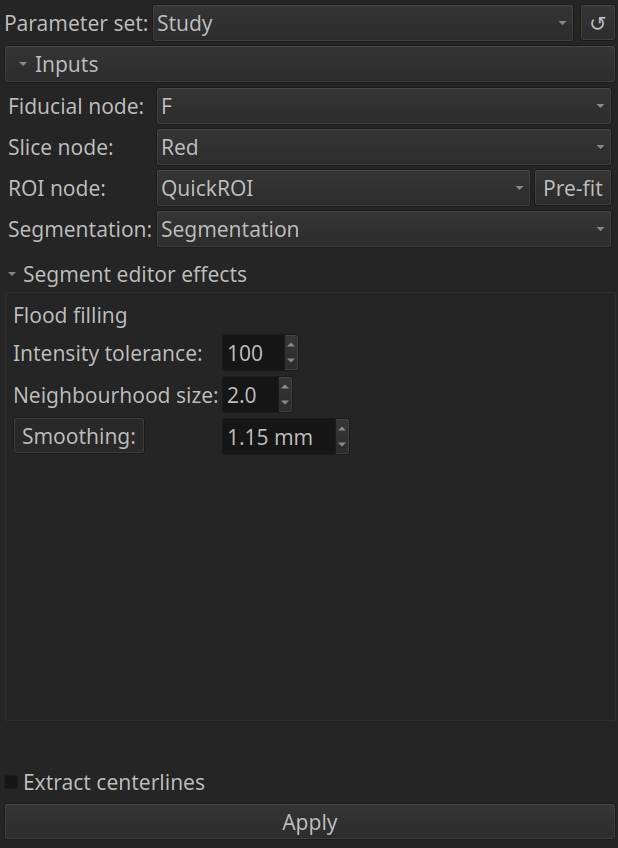 Parameter set: Study ↺
Inputs
Fiducial node: F
Slice node: Red
ROI node: QuickROI Pre-fit
Segmentation: Segmentation
Segment editor effects
Flood filling
Intensity tolerance: 100
Neighbourhood size: 2.0
Smoothing: 1.15 mm
Extract centerlines
Apply